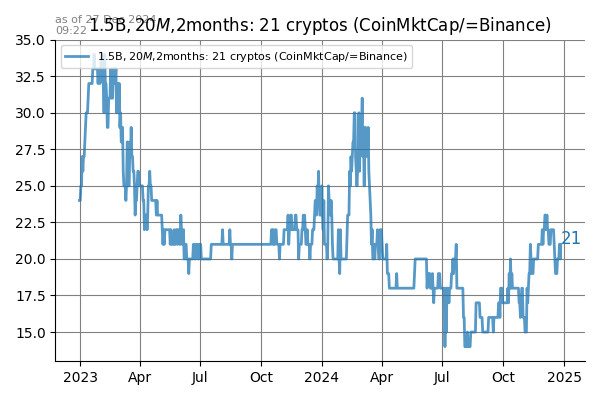 as of 27 Dec 2024
09:22
1.5B, 20M, 2months: 21 cryptos (CoinMktCap/=Binance)
1.5B, 20M, 2months: 21 cryptos (CoinMktCap/=Binance)
35.0
32.5
30.0
27.5
25.0
22.5
20.0
17.5
15.0
21
2023
Apr
Jul
Oct
2024
Apr
Jul
Oct
2025